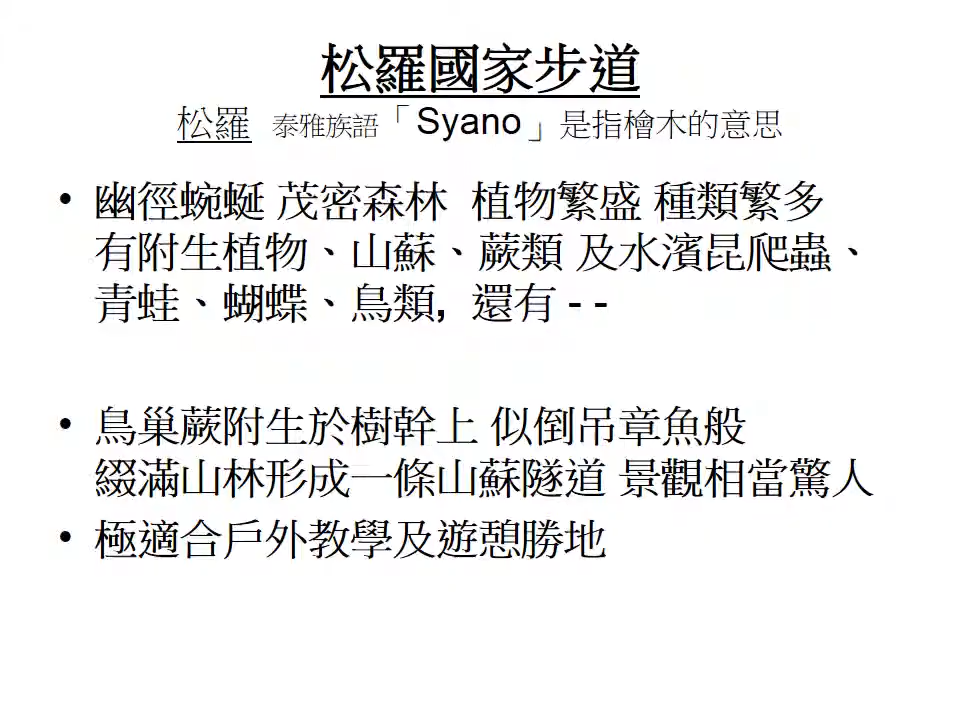 松羅國家步道
松羅 泰雅族語「Syano」是指檜木的意思
• 幽徑蜿蜒 茂密森林 植物繁盛 種類繁多
有附生植物、山蘇、蕨類 及水濱昆爬蟲、
青蛙、蝴蝶、鳥類, 還有 - -
• 鳥巢蕨附生於樹幹上 似倒吊章魚般
綴滿山林形成一條山蘇隧道 景觀相當驚人
• 極適合戶外教學及遊憩勝地